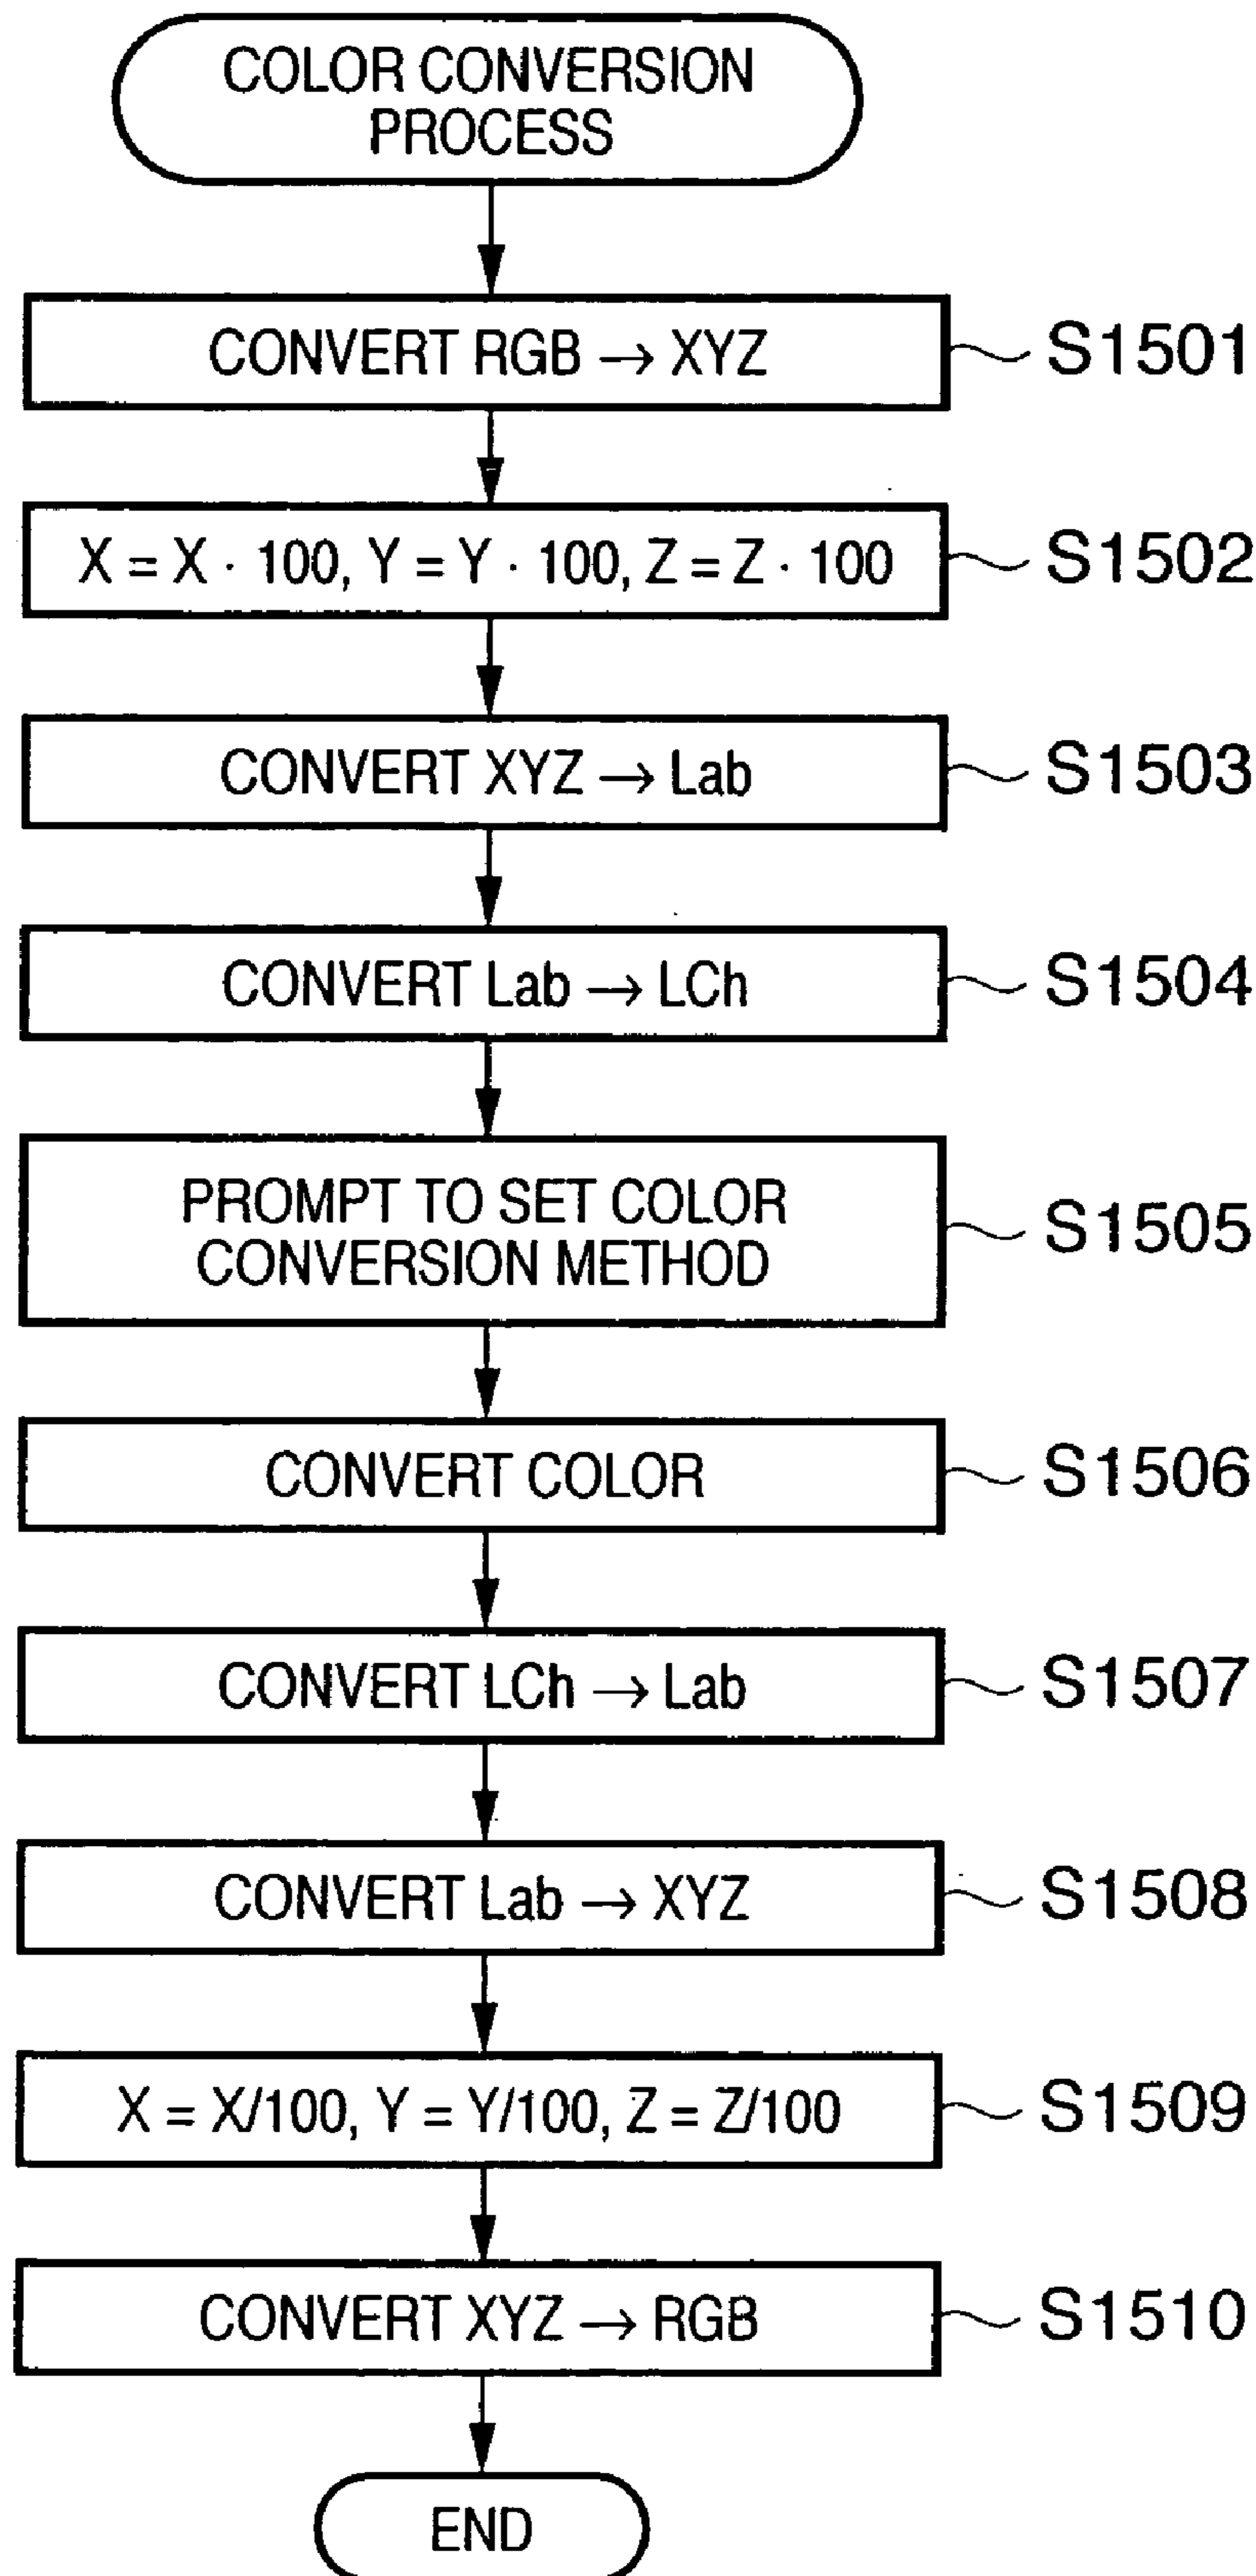 COLOR CONVERSION
PROCESS
CONVERT RGB → XYZ
S1501
X = X · 100, Y = Y · 100, Z = Z · 100
S1502
CONVERT XYZ → Lab
S1503
CONVERT Lab → LCh
S1504
PROMPT TO SET COLOR
CONVERSION METHOD
S1505
CONVERT COLOR
S1506
CONVERT LCh → Lab
S1507
CONVERT Lab → XYZ
S1508
X = X/100, Y = Y/100, Z = Z/100
S1509
CONVERT XYZ → RGB
S1510
END